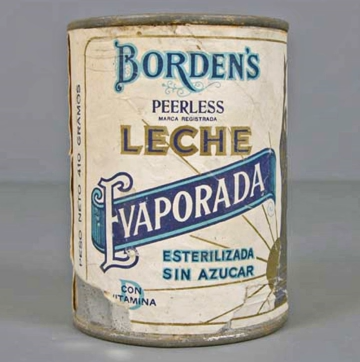 BORDEN'S
PEERLESS
MARCA REGISTRADA
LECHE
EVAPORADA
ESTERILIZADA
SIN AZUCAR
CON
VITAMINA
D
PESO NETO 410 GRAMOS